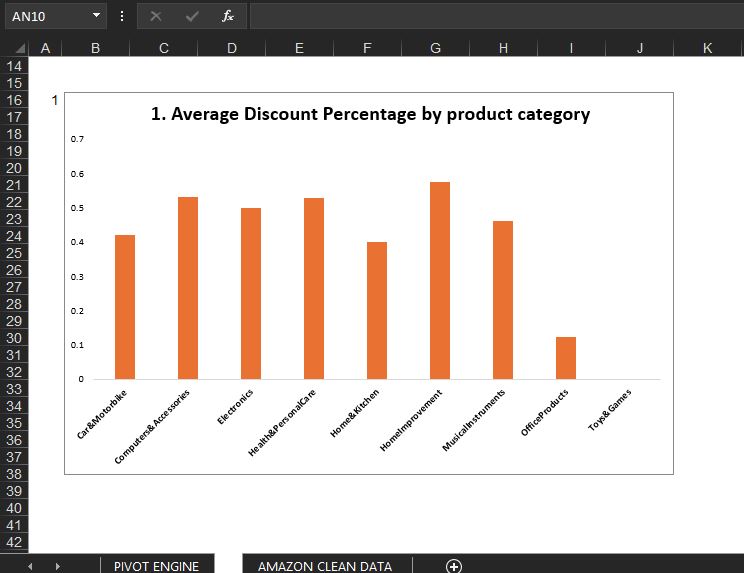 AN10 fx
A B C D E F G H I J K
14
15
16 1
17
18
19
20
21
22
23
24
25
26
27
28
29
30
31
32
33
34
35
36
37
38
39
40
41
42
1. Average Discount Percentage by product category
0.7
0.6
0.5
0.4
0.3
0.2
0.1
0
Car&Motorbike
Computers&Accessories
Electronics
Health&PersonalCare
Home&Kitchen
HomeImprovement
MusicalInstruments
OfficeProducts
Toys&Games
PIVOT ENGINE AMAZON CLEAN DATA